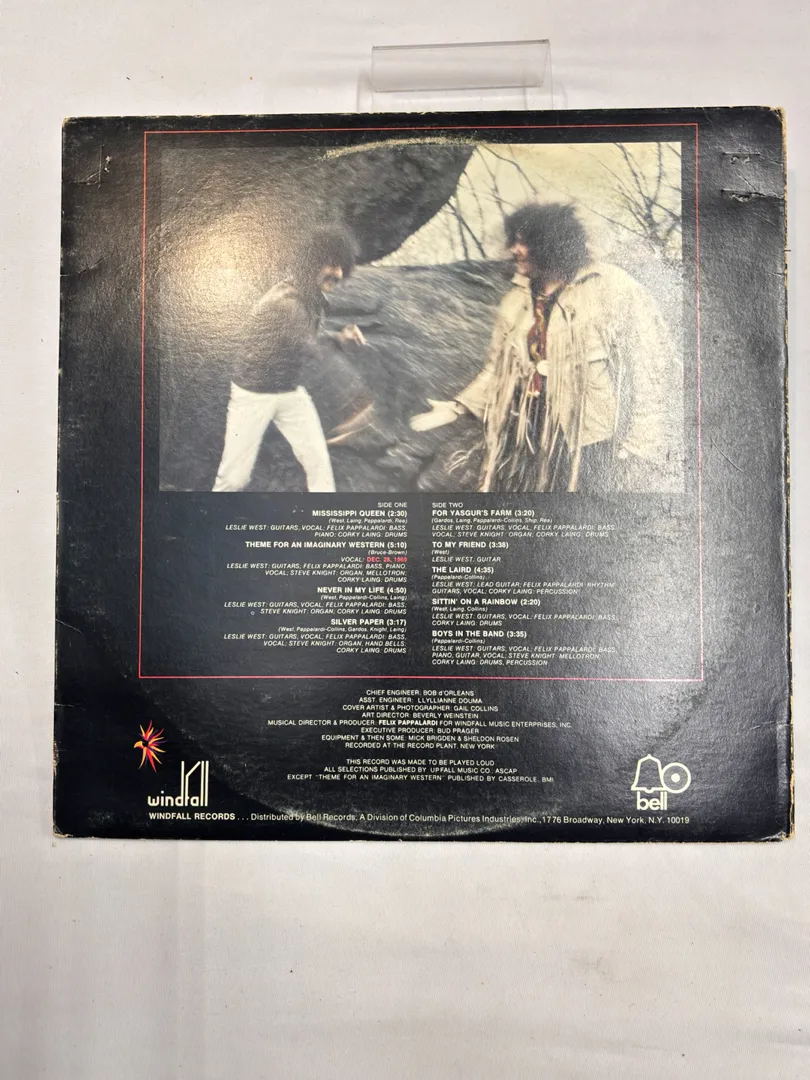 SIDE ONE
MISSISSIPPI QUEEN (2:30)
(West, Laing, Pappalardi, Rea)
LESLIE WEST: GUITARS, VOCAL; FELIX PAPPALARDI: BASS,
PIANO; CORKY LAING: DRUMS
THEME FOR AN IMAGINARY WESTERN (5:10)
(Bruce-Brown)
VOCAL: DEC. 28, 1969
LESLIE WEST: GUITARS, FELIX PAPPALARDI: BASS, PIANO,
VOCAL; STEVE KNIGHT: ORGAN, MELLOTRON;
CORKY LAING: DRUMS
NEVER IN MY LIFE (4:50)
(West, Pappalardi-Collins, Laing)
LESLIE WEST: GUITARS, VOCAL; FELIX PAPPALARDI: BASS,
STEVE KNIGHT: ORGAN; CORKY LAING: DRUMS
SILVER PAPER (3:17)
(West, Pappalardi-Collins, Gardos, Knight, Laing)
LESLIE WEST: GUITARS, VOCAL; FELIX PAPPALARDI: BASS,
VOCAL; STEVE KNIGHT: ORGAN, HAND BELLS;
CORKY LAING: DRUMS
SIDE TWO
FOR YASGUR'S FARM (3:20)
(Gardos, Laing, Pappalardi-Collins, Ship, Rea)
LESLIE WEST: GUITARS, VOCAL; FELIX PAPPALARDI: BASS,
VOCAL; STEVE KNIGHT: ORGAN; CORKY LAING: DRUMS
TO MY FRIEND (3:38)
(West)
LESLIE WEST: GUITAR
THE LAIRD (4:35)
(Pappalardi-Collins)
LESLIE WEST: LEAD GUITAR; FELIX PAPPALARDI: RHYTHM
GUITARS, VOCAL; CORKY LAING: PERCUSSION
SITTIN' ON A RAINBOW (2:20)
(West, Laing, Collins)
LESLIE WEST: GUITARS, VOCAL; FELIX PAPPALARDI: BASS,
CORKY LAING: DRUMS
BOYS IN THE BAND (3:35)
(Pappalardi-Collins)
LESLIE WEST: GUITARS, VOCAL; FELIX PAPPALARDI: BASS,
PIANO, GUITAR, VOCAL; STEVE KNIGHT: MELLOTRON;
CORKY LAING: DRUMS, PERCUSSION
CHIEF ENGINEER: BOB d'ORLEANS
ASST. ENGINEER: LLYLLIANNE DOUMA
COVER ARTIST & PHOTOGRAPHER: GAIL COLLINS
ART DIRECTOR: BEVERLY WEINSTEIN
MUSICAL DIRECTOR & PRODUCER: FELIX PAPPALARDI for WINDFALL MUSIC ENTERPRISES, INC.
EXECUTIVE PRODUCER: BUD PRAGER
EQUIPMENT & THEN SOME: MICK BRIGDEN & SHELDON ROSEN
RECORDED AT THE RECORD PLANT, NEW YORK
THIS RECORD WAS MADE TO BE PLAYED LOUD
ALL SELECTIONS PUBLISHED BY UPFALL MUSIC CO. ASCAP
EXCEPT "THEME FOR AN IMAGINARY WESTERN" PUBLISHED BY CASSEROLE, BMI
windfall
bell
WINDFALL RECORDS . . . Distributed by Bell Records, A Division of Columbia Pictures Industries, Inc., 1776 Broadway, New York, N.Y. 10019